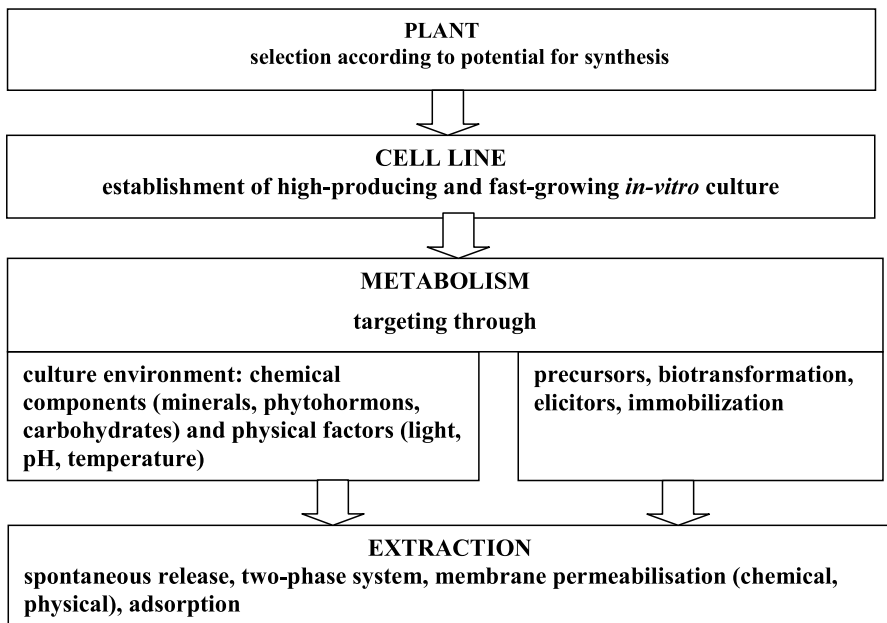 PLANT
selection according to potential for synthesis
CELL LINE
establishment of high-producing and fast-growing in-vitro culture
METABOLISM
targeting through
culture environment: chemical
components (minerals, phytohormons,
carbohydrates) and physical factors (light,
pH, temperature)
precursors, biotransformation,
elicitors, immobilization
EXTRACTION
spontaneous release, two-phase system, membrane permeabilisation (chemical,
physical), adsorption